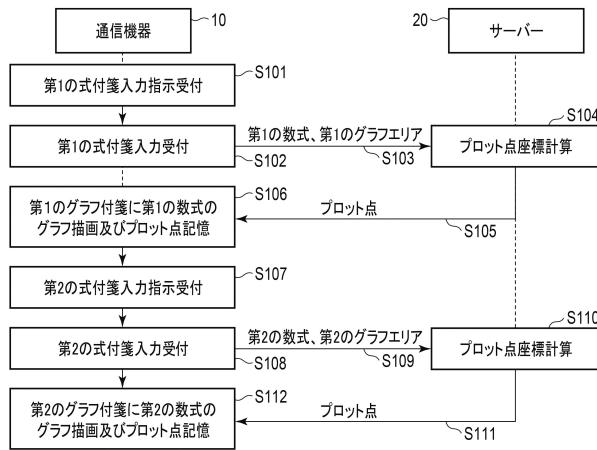 通信機器
10
20
サーバー
第1の式付箋入力指示受付
S101
第1の式付箋入力受付
S102
第1の数式、第1のグラフエリア
S103
S104
プロット点座標計算
第1のグラフ付箋に第1の数式の
グラフ描画及びプロット点記憶
S106
プロット点
S105
第2の式付箋入力指示受付
S107
第2の式付箋入力受付
S108
第2の数式、第2のグラフエリア
S109
S110
プロット点座標計算
第2のグラフ付箋に第2の数式の
グラフ描画及びプロット点記憶
S112
プロット点
S111